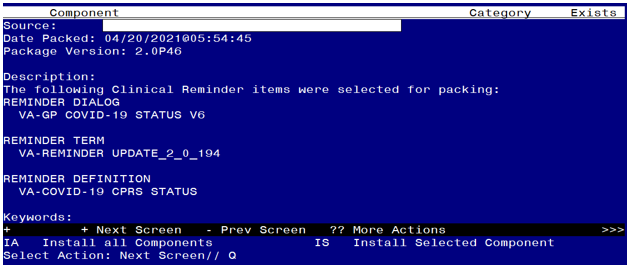 Component Category Exists
Source:
Date Packed: 04/20/2021@05:54:45
Package Version: 2.0P46
Description:
The following Clinical Reminder items were selected for packing:
REMINDER DIALOG
VA-GP COVID-19 STATUS V6
REMINDER TERM
VA-REMINDER UPDATE_2_0_194
REMINDER DEFINITION
VA-COVID-19 CPRS STATUS
Keywords:
+ + Next Screen - Prev Screen ?? More Actions >>>
IA Install all Components IS Install Selected Component
Select Action: Next Screen// Q